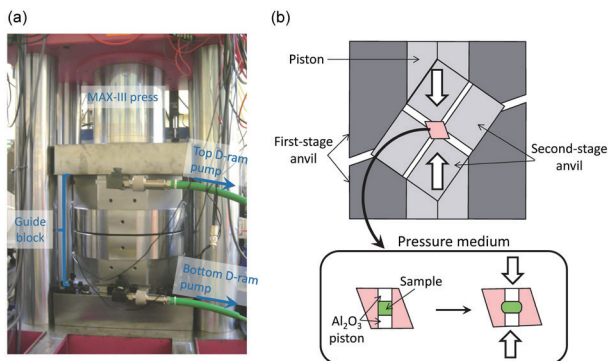 (a)
MAX-III press
Top D-ram
pump
Guide
block
Bottom D-ram
pump
(b)
Piston
First-stage
anvil
Second-stage
anvil
Pressure medium
Sample
Al₂O₃
piston